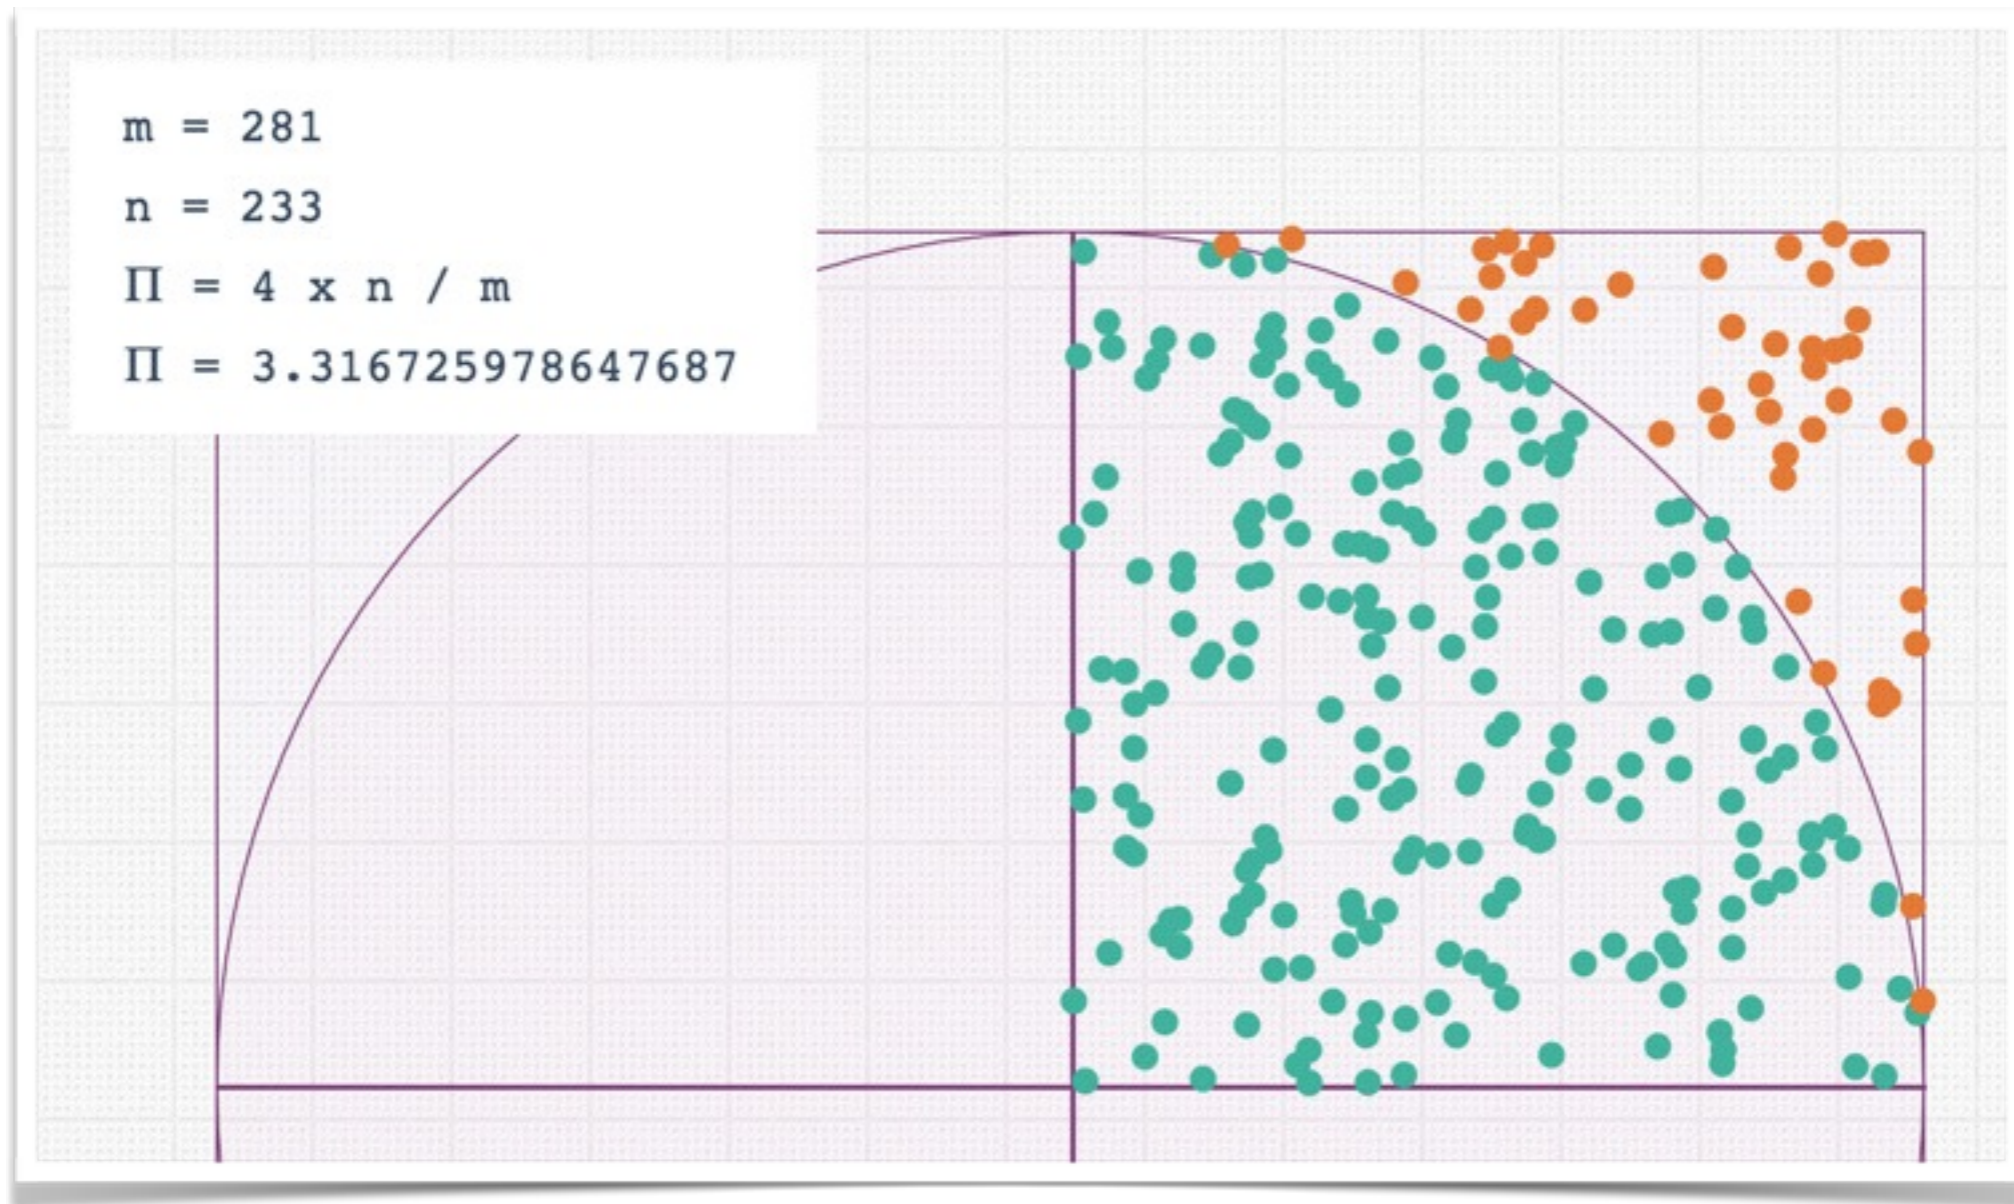 m = 281
n = 233
Π = 4 x n / m
Π = 3.316725978647687